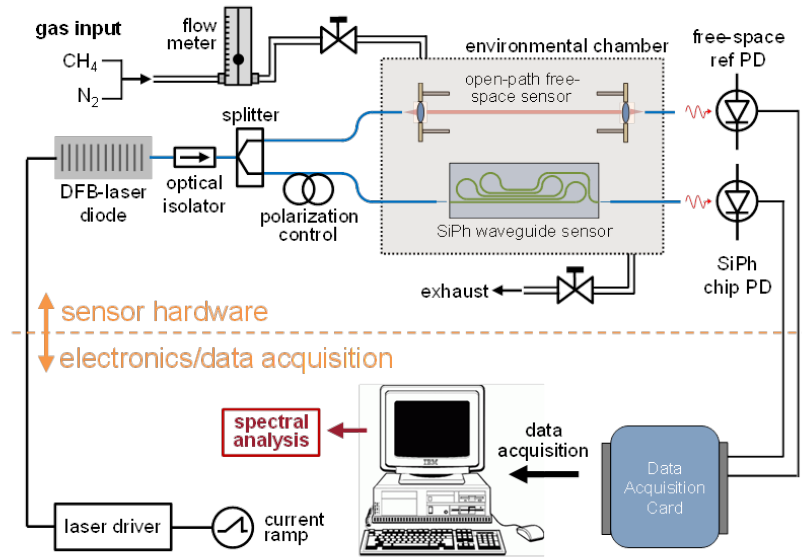 gas input
CH4
N2
flow
meter
environmental chamber
open-path free-
space sensor
free-space
ref PD
splitter
DFB-laser
diode
optical
isolator
polarization
control
SiPh waveguide sensor
SiPh
chip PD
exhaust
sensor hardware
electronics/data acquisition
spectral
analysis
IBM
data
acquisition
Data
Acquisition
Card
laser driver
current
ramp